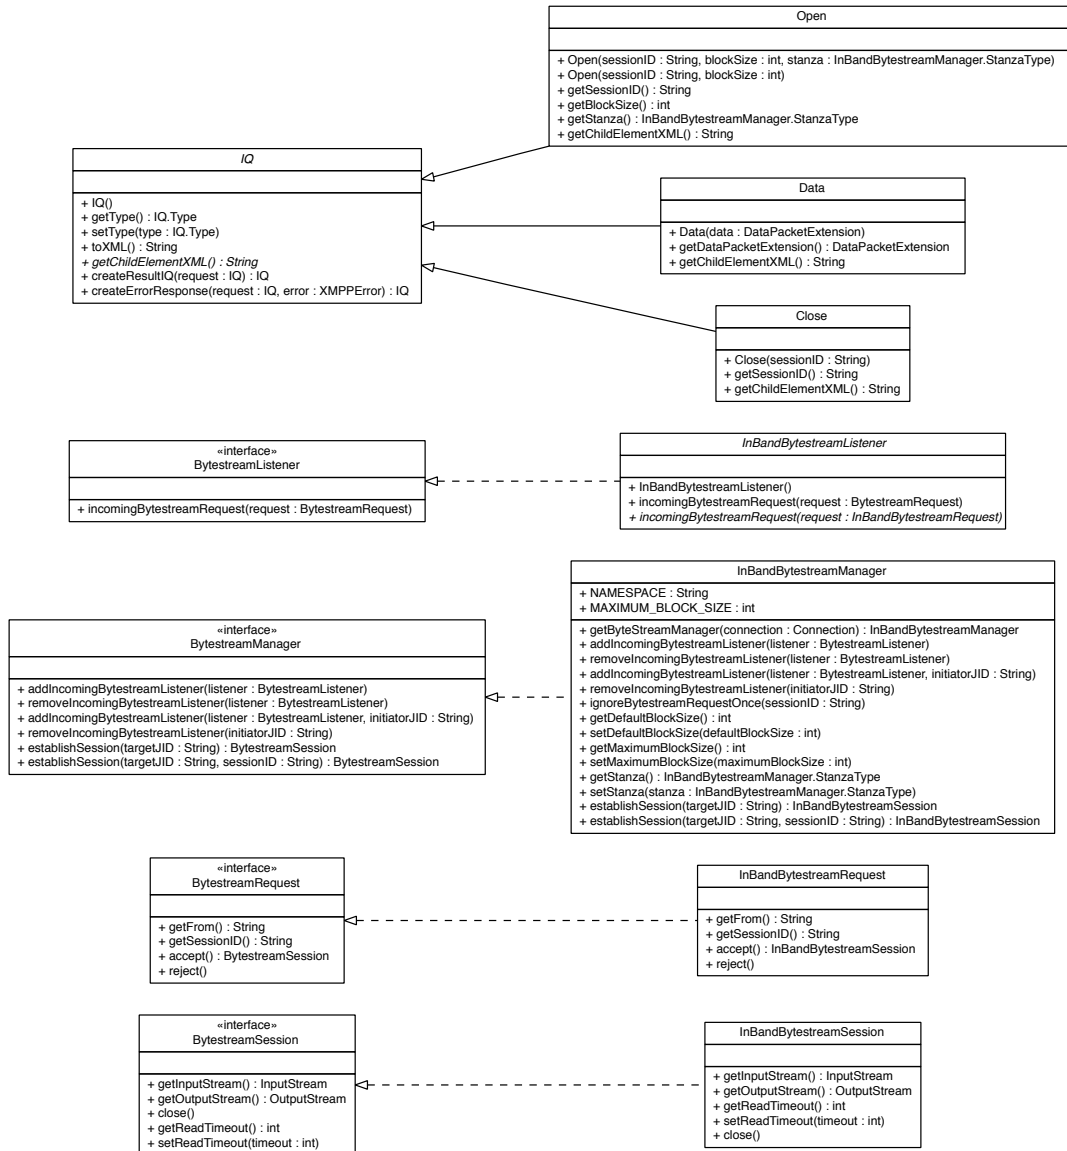 Open
+ Open(sessionID : String, blockSize : int, stanza : InBandBytestreamManager.StanzaType)
+ Open(sessionID : String, blockSize : int)
+ getSessionID() : String
+ getBlockSize() : int
+ getStanza() : InBandBytestreamManager.StanzaType
+ getChildElementXML() : String
IQ
+ IQ()
+ getType() : IQ.Type
+ setType(type : IQ.Type)
+ toXML() : String
+ getChildElementXML() : String
+ createResultIQ(request : IQ) : IQ
+ createErrorResponse(request : IQ, error : XMPPError) : IQ
Data
+ Data(data : DataPacketExtension)
+ getDataPacketExtension() : DataPacketExtension
+ getChildElementXML() : String
Close
+ Close(sessionID : String)
+ getSessionID() : String
+ getChildElementXML() : String
«interface»
BytestreamListener
+ incomingBytestreamRequest(request : BytestreamRequest)
InBandBytestreamListener
+ InBandBytestreamListener()
+ incomingBytestreamRequest(request : BytestreamRequest)
+ incomingBytestreamRequest(request : InBandBytestreamRequest)
«interface»
BytestreamManager
+ addIncomingBytestreamListener(listener : BytestreamListener)
+ removeIncomingBytestreamListener(listener : BytestreamListener)
+ addIncomingBytestreamListener(listener : BytestreamListener, initiatorJID : String)
+ removeIncomingBytestreamListener(initiatorJID : String)
+ establishSession(targetJID : String) : BytestreamSession
+ establishSession(targetJID : String, sessionID : String) : BytestreamSession
InBandBytestreamManager
+ NAMESPACE : String
+ MAXIMUM_BLOCK_SIZE : int
+ getByteStreamManager(connection : Connection) : InBandBytestreamManager
+ addIncomingBytestreamListener(listener : BytestreamListener)
+ removeIncomingBytestreamListener(listener : BytestreamListener)
+ addIncomingBytestreamListener(listener : BytestreamListener, initiatorJID : String)
+ removeIncomingBytestreamListener(initiatorJID : String)
+ ignoreBytestreamRequestOnce(sessionID : String)
+ getDefaultBlockSize() : int
+ setDefaultBlockSize(defaultBlockSize : int)
+ getMaximumBlockSize() : int
+ setMaximumBlockSize(maximumBlockSize : int)
+ getStanza() : InBandBytestreamManager.StanzaType
+ setStanza(stanza : InBandBytestreamManager.StanzaType)
+ establishSession(targetJID : String) : InBandBytestreamSession
+ establishSession(targetJID : String, sessionID : String) : InBandBytestreamSession
«interface»
BytestreamRequest
+ getFrom() : String
+ getSessionID() : String
+ accept() : BytestreamSession
+ reject()
InBandBytestreamRequest
+ getFrom() : String
+ getSessionID() : String
+ accept() : InBandBytestreamSession
+ reject()
«interface»
BytestreamSession
+ getInputStream() : InputStream
+ getOutputStream() : OutputStream
+ close()
+ getReadTimeout() : int
+ setReadTimeout(timeout : int)
InBandBytestreamSession
+ getInputStream() : InputStream
+ getOutputStream() : OutputStream
+ getReadTimeout() : int
+ setReadTimeout(timeout : int)
+ close()